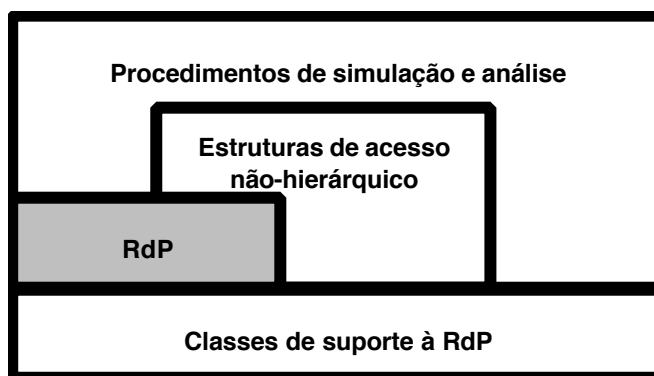 Procedimentos de simulação e análise
Estruturas de acesso
não-hierárquico
RdP
Classes de suporte à RdP